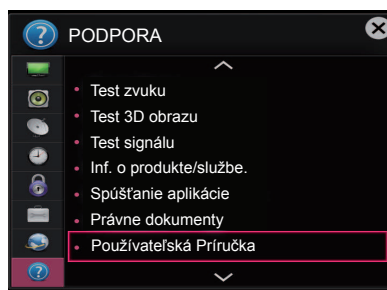 PODPORA
Test zvuku
Test 3D obrazu
Test signálu
Inf. o produkte/službe.
Spúšťanie aplikácie
Právne dokumenty
Používateľská Príručka